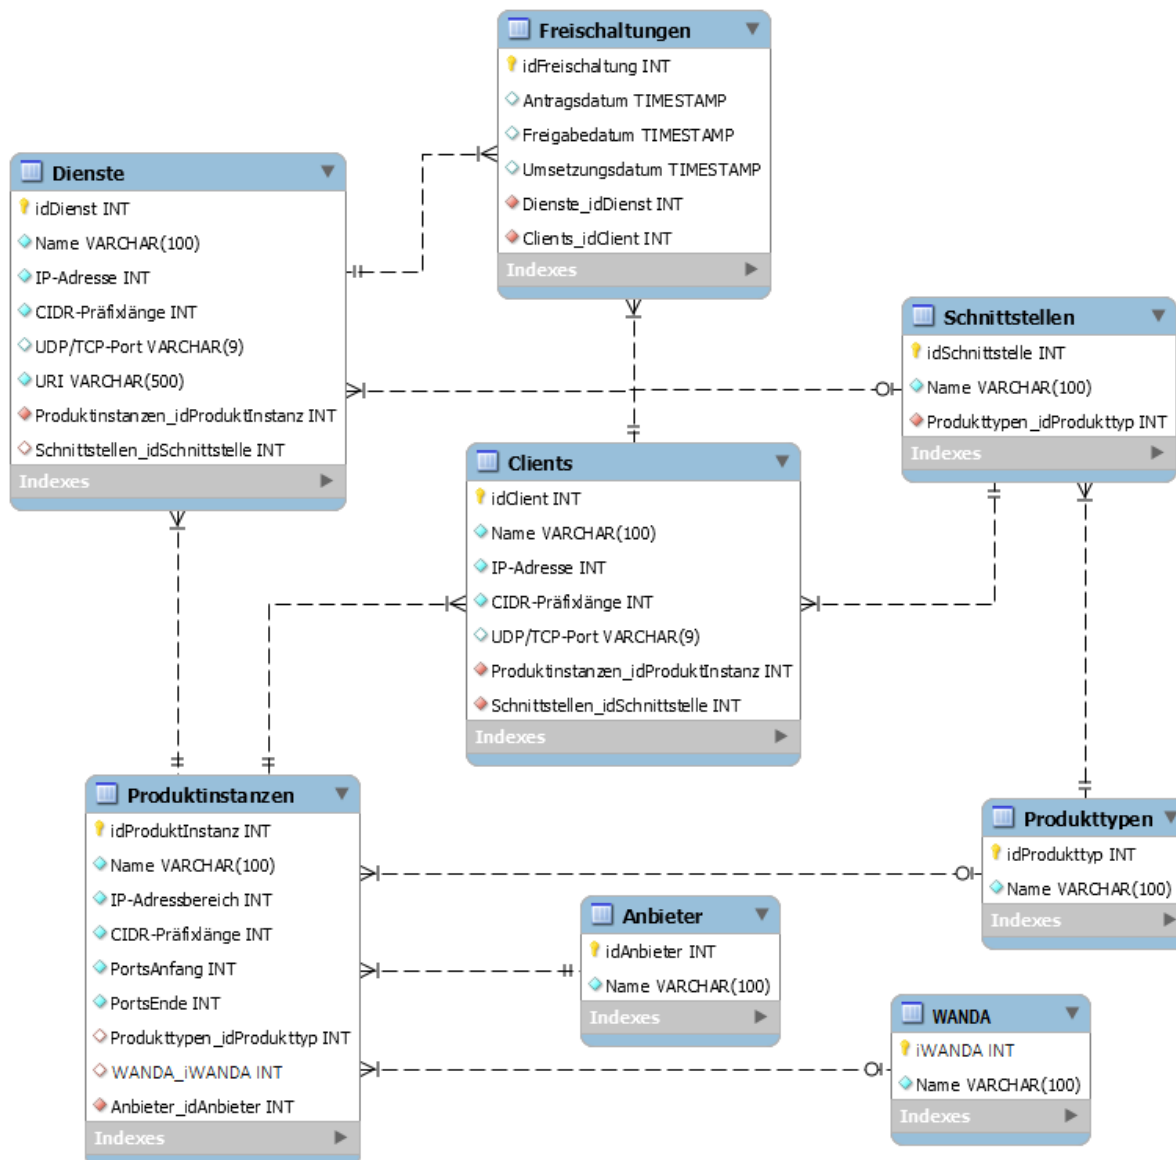 Freischaltungen
idFreischaltung INT
Antragsdatum TIMESTAMP
Freigabedatum TIMESTAMP
Umsetzungsdatum TIMESTAMP
Dienste_idDienst INT
Clients_idClient INT
Indexes
Dienste
idDienst INT
Name VARCHAR(100)
IP-Adresse INT
CIDR-Präfixlänge INT
UDP/TCP-Port VARCHAR(9)
URI VARCHAR(500)
Produktinstanzen_idProduktInstanz INT
Schnittstellen_idSchnittstelle INT
Indexes
Schnittstellen
idSchnittstelle INT
Name VARCHAR(100)
Produkttypen_idProdukttyp INT
Indexes
Clients
idClient INT
Name VARCHAR(100)
IP-Adresse INT
CIDR-Präfixlänge INT
UDP/TCP-Port VARCHAR(9)
Produktinstanzen_idProduktInstanz INT
Schnittstellen_idSchnittstelle INT
Indexes
Produktinstanzen
idProduktInstanz INT
Name VARCHAR(100)
IP-Adressbereich INT
CIDR-Präfixlänge INT
PortsAnfang INT
PortsEnde INT
Produkttypen_idProdukttyp INT
WANDA_iWANDA INT
Anbieter_idAnbieter INT
Indexes
Produkttypen
idProdukttyp INT
Name VARCHAR(100)
Indexes
Anbieter
idAnbieter INT
Name VARCHAR(100)
Indexes
WANDA
iWANDA INT
Name VARCHAR(100)
Indexes